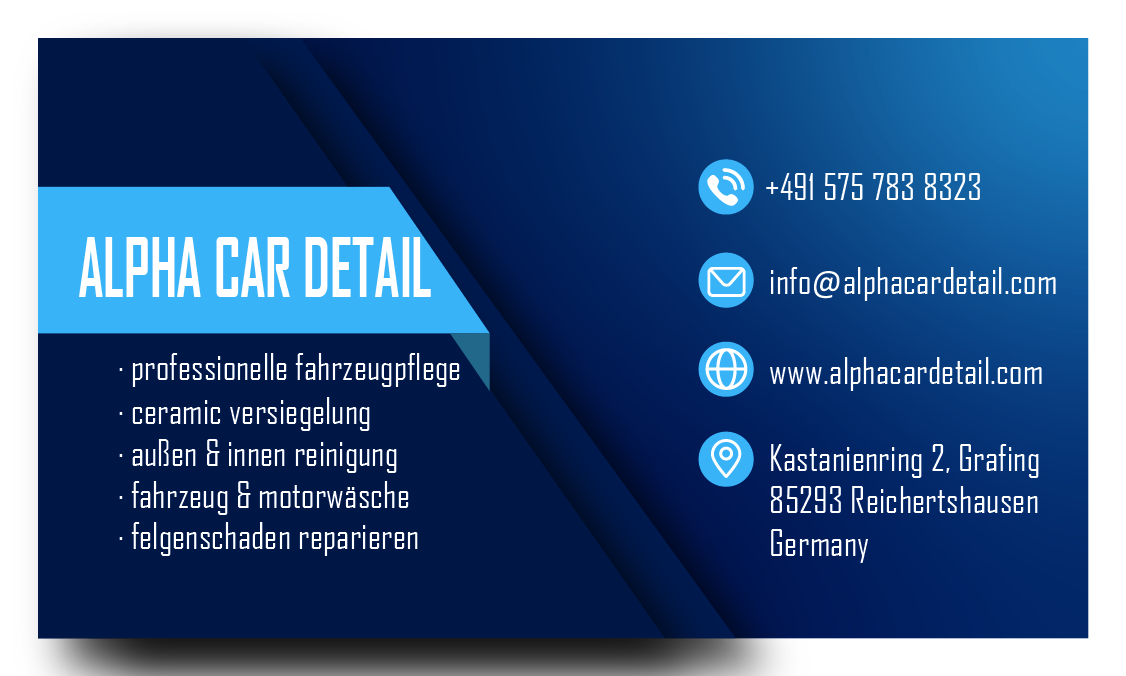 ALPHA CAR DETAIL
· professionelle fahrzeugpflege
· ceramic versiegelung
· außen & innen reinigung
· fahrzeug & motorwäsche
· felgenschaden reparieren
+491 575 783 8323
info@alphacardetail.com
www.alphacardetail.com
Kastanienring 2, Grafing
85293 Reichertshausen
Germany